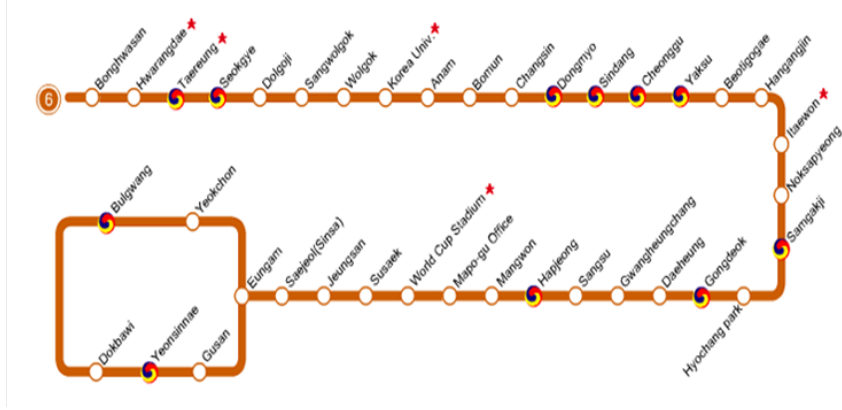 6
Bonghwasan
Hwarangdae
Taereung
Seokgye
Dolgoji
Sangwolgok
Wolgok
Korea Univ.
Anam
Bomun
Changsin
Dongmyo
Sindang
Cheonggu
Yaksu
Beotigogae
Hangangjin
Itaewon
Noksapyeong
Samgakji
Hyochang park
Gongdeok
Daeheung
Gwangheungchang
Sangsu
Hapjeong
Mangwon
Mapo-gu Office
World Cup Stadium
Susaek
Jeungsan
Saejeol(Sinsa)
Eungam
Yeokchon
Bulgwang
Dokbawi
Yeonsinnae
Gusan